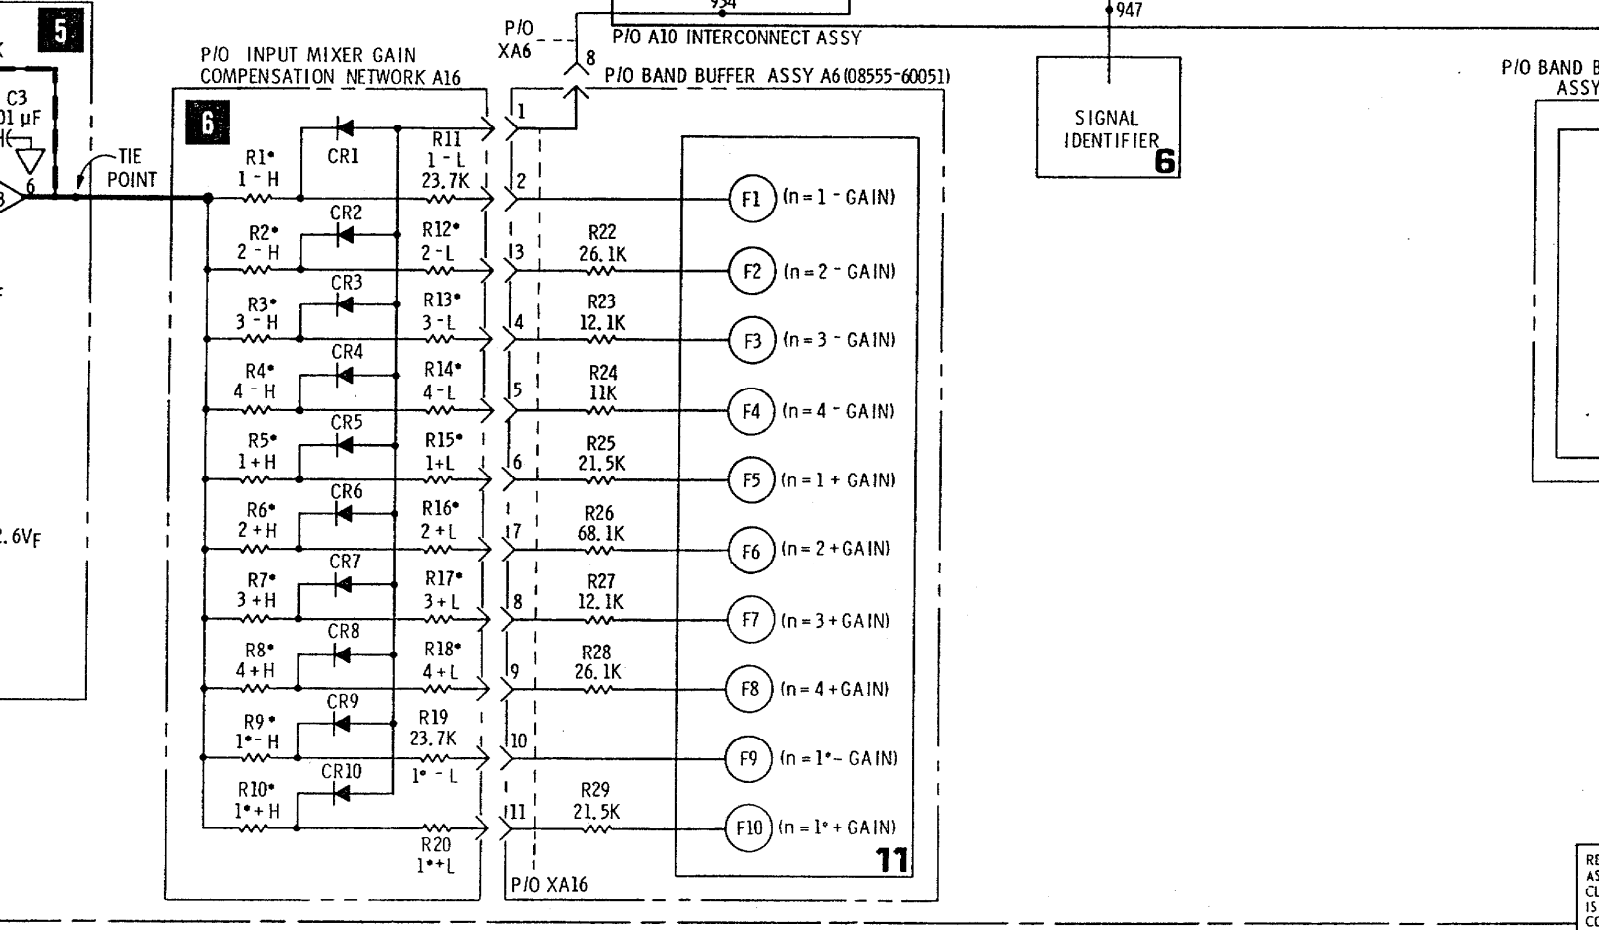 5
K
C3
01 µF
6
TIE
POINT
2.6VF
P/O INPUT MIXER GAIN
COMPENSATION NETWORK A16
6
R1*
1 - H
CR1
R11
1 - L
23.7K
R2*
2 - H
CR2
R12*
2 - L
R3*
3 - H
CR3
R13*
3 - L
R4*
4 - H
CR4
R14*
4 - L
R5*
1 + H
CR5
R15*
1 + L
R6*
2 + H
CR6
R16*
2 + L
R7*
3 + H
CR7
R17*
3 + L
R8*
4 + H
CR8
R18*
4 + L
R9*
1* - H
CR9
R19
23.7K
1* - L
R10*
1* + H
CR10
R20
1* + L
P/O
XA6
8
934
P/O A10 INTERCONNECT ASSY
P/O BAND BUFFER ASSY A6 (08555-60051)
1
2
3
4
5
6
7
8
9
10
11
P/O XA16
R22
26.1K
R23
12.1K
R24
11K
R25
21.5K
R26
68.1K
R27
12.1K
R28
26.1K
R29
21.5K
F1 (n = 1 - GAIN)
F2 (n = 2 - GAIN)
F3 (n = 3 - GAIN)
F4 (n = 4 - GAIN)
F5 (n = 1 + GAIN)
F6 (n = 2 + GAIN)
F7 (n = 3 + GAIN)
F8 (n = 4 + GAIN)
F9 (n = 1* - GAIN)
F10 (n = 1* + GAIN)
11
947
SIGNAL
IDENTIFIER
6
P/O BAND B
ASSY
RE
AS
CL
IS
CO